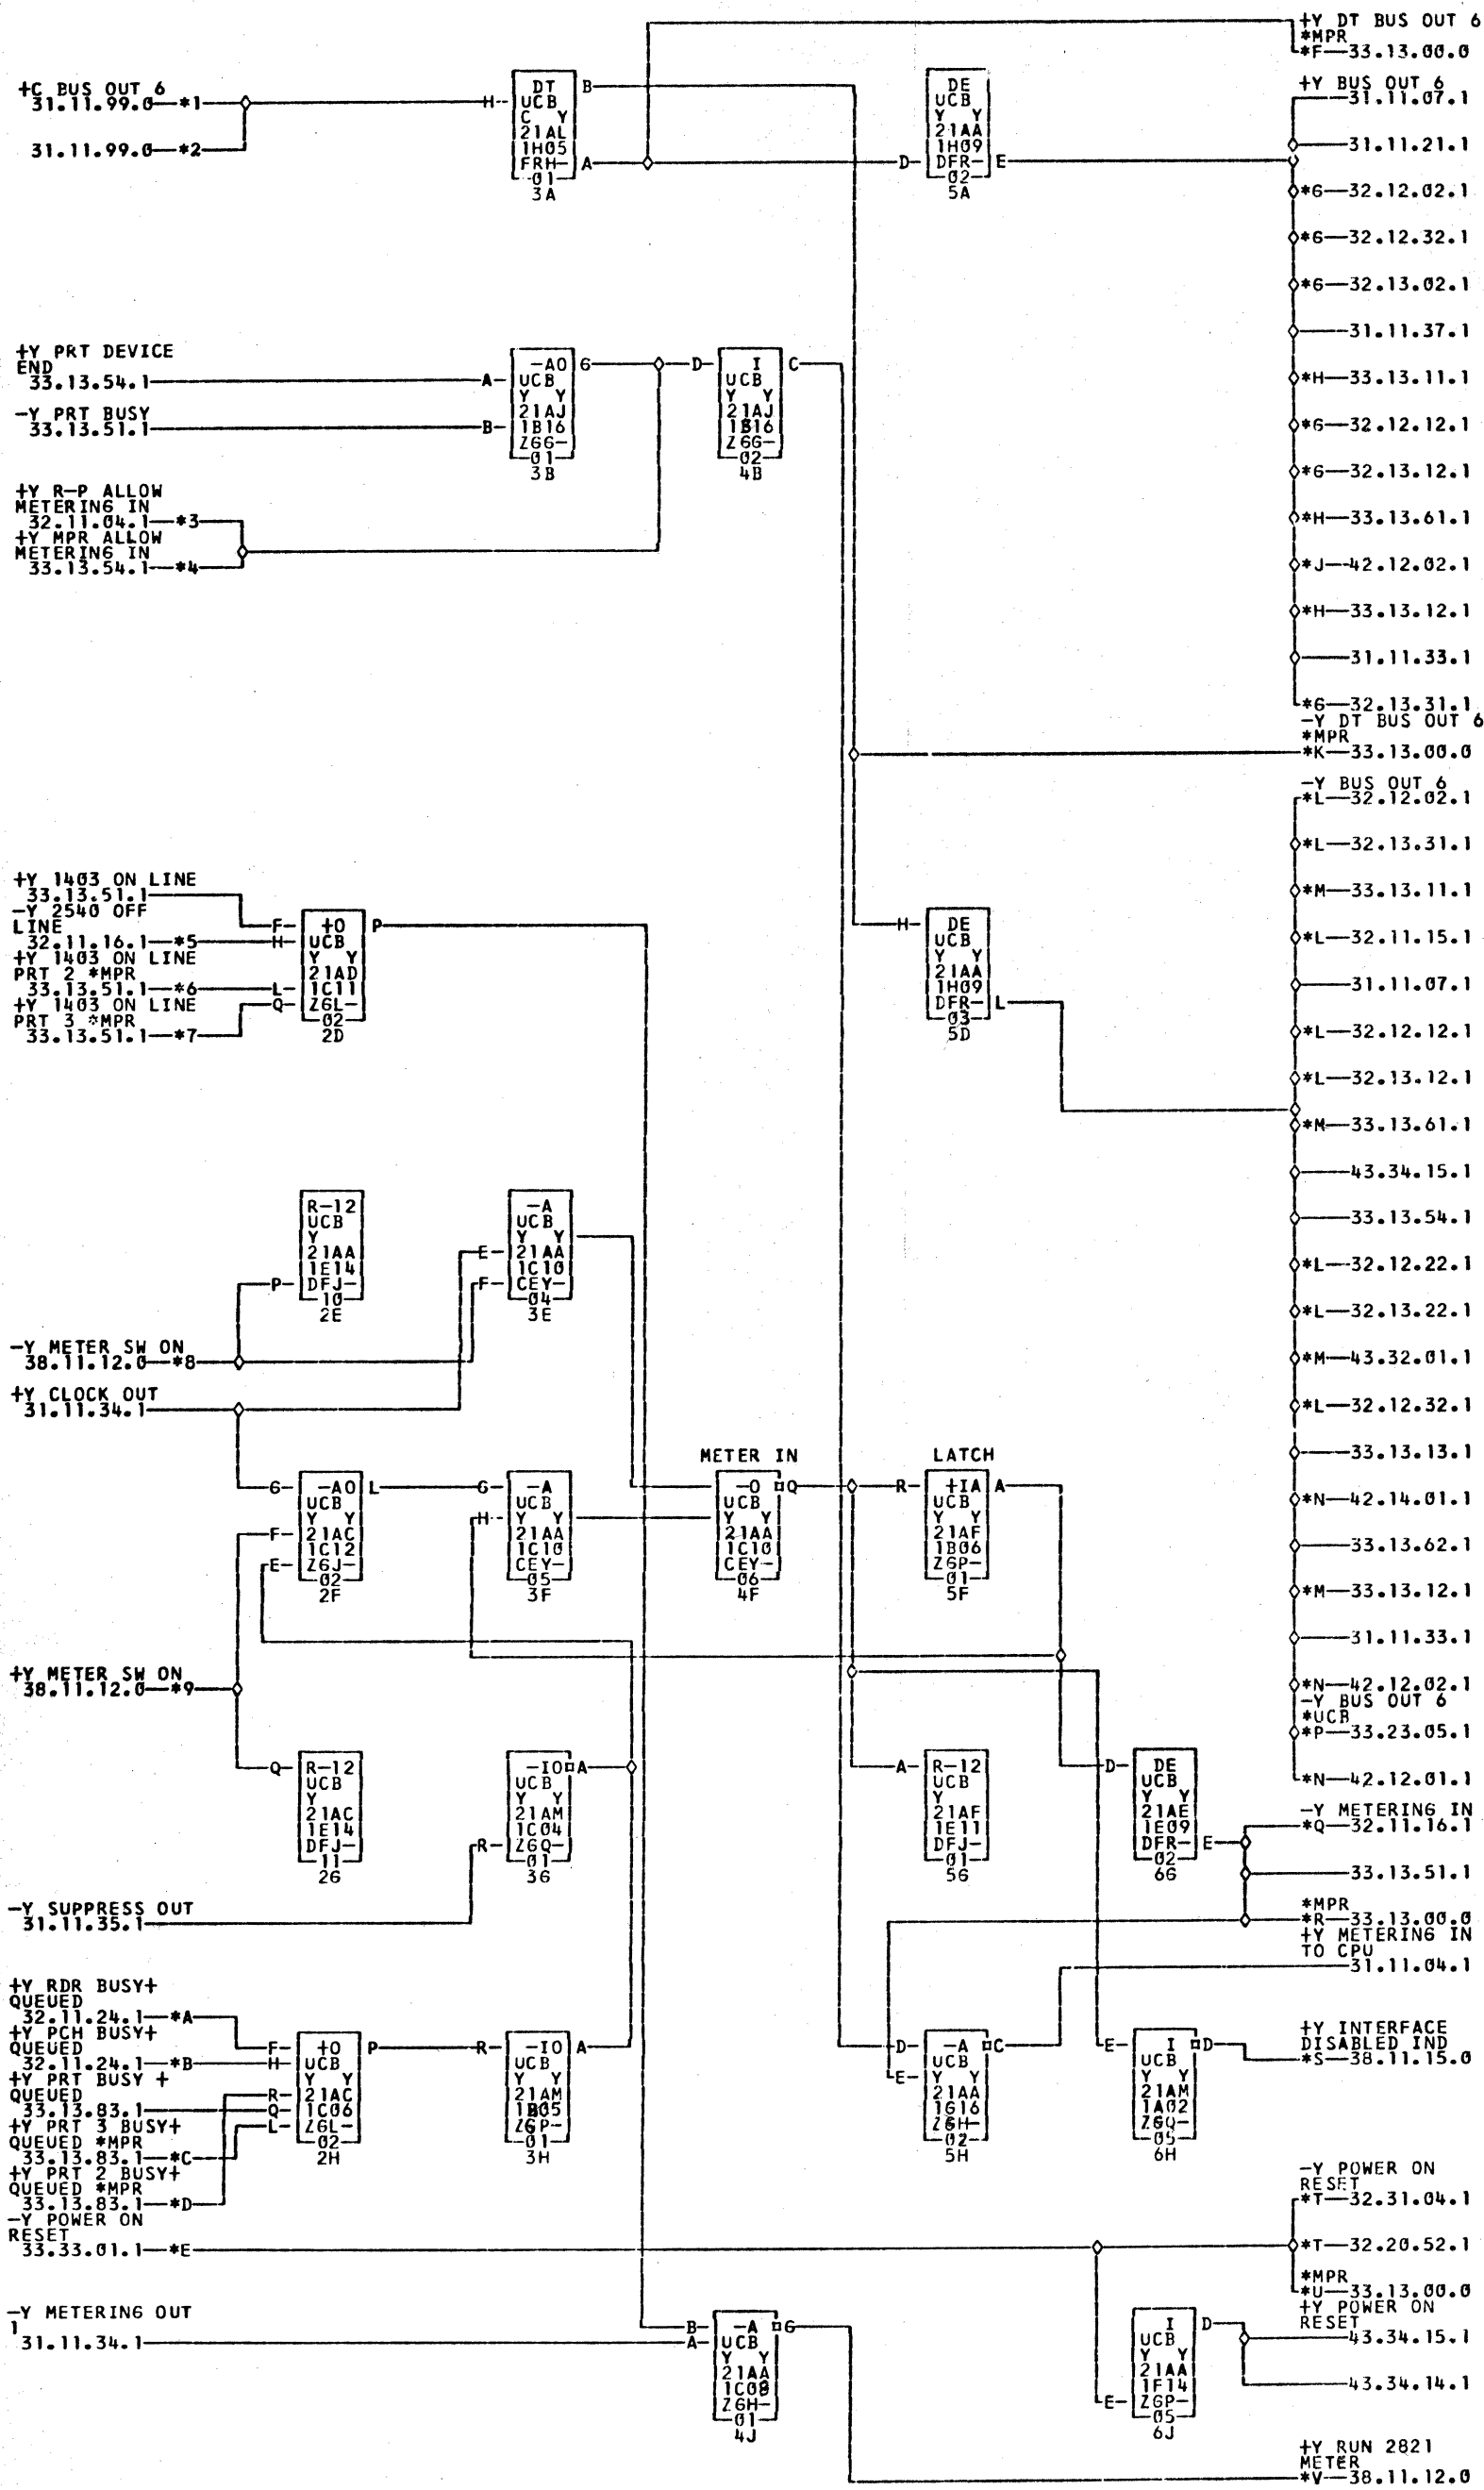 +Y DT BUS OUT 6
*MPR
*F—33.13.00.0
+C BUS OUT 6
31.11.99.0—*1
31.11.99.0—*2
H-
DT
UCB
C Y
21AL
1H05
FRH-
01
3A
B
A
D-
DE
UCB
Y Y
21AA
1H09
DFR-
02
5A
E
+Y BUS OUT 6
31.11.07.1
31.11.21.1
*G—32.12.02.1
*G—32.12.32.1
*G—32.13.02.1
31.11.37.1
*H—33.13.11.1
*G—32.12.12.1
*G—32.13.12.1
*H—33.13.61.1
*J—42.12.02.1
*H—33.13.12.1
31.11.33.1
*G—32.13.31.1
+Y PRT DEVICE
END
33.13.54.1
-Y PRT BUSY
33.13.51.1
A-
B-
-AO
UCB
Y Y
21AJ
1B16
Z6G-
01
3B
G
D-
I
UCB
Y Y
21AJ
1B16
Z6G-
02
4B
C
+Y R-P ALLOW
METERING IN
32.11.04.1—*3
+Y MPR ALLOW
METERING IN
33.13.54.1—*4
-Y DT BUS OUT 6
*MPR
*K—33.13.00.0
-Y BUS OUT 6
*L—32.12.02.1
*L—32.13.31.1
*M—33.13.11.1
*L—32.11.15.1
31.11.07.1
*L—32.12.12.1
*L—32.13.12.1
*M—33.13.61.1
43.34.15.1
33.13.54.1
*L—32.12.22.1
*L—32.13.22.1
*M—43.32.01.1
*L—32.12.32.1
33.13.13.1
*N—42.14.01.1
33.13.62.1
*M—33.13.12.1
31.11.33.1
*N—42.12.02.1
-Y BUS OUT 6
*UCB
*P—33.23.05.1
*N—42.12.01.1
+Y 1403 ON LINE
33.13.51.1
-Y 2540 OFF
LINE
32.11.16.1—*5
+Y 1403 ON LINE
PRT 2 *MPR
33.13.51.1—*6
+Y 1403 ON LINE
PRT 3 *MPR
33.13.51.1—*7
F-
H-
L-
Q-
+O
UCB
Y Y
21AD
1C11
Z6L-
02
2D
P
H-
DE
UCB
Y Y
21AA
1H09
DFR-
03
5D
L
P-
R-12
UCB
Y
21AA
1E14
DFJ-
10
2E
E-
F-
-A
UCB
Y Y
21AA
1C10
CEY-
04
3E
-Y METER SW ON
38.11.12.0—*8
+Y CLOCK OUT
31.11.34.1
G-
F-
E-
-AO
UCB
Y Y
21AC
1C12
Z6J-
02
2F
L
G-
H-
-A
UCB
Y Y
21AA
1C10
CEY-
05
3F
METER IN
-O
UCB
Y Y
21AA
1C10
CEY-
06
4F
Q
LATCH
R-
+IA
UCB
Y Y
21AF
1B06
Z6P-
01
5F
A
+Y METER SW ON
38.11.12.0—*9
Q-
R-12
UCB
Y
21AC
1E14
DFJ-
11
2G
R-
-IO
UCB
Y Y
21AM
1C04
Z6Q-
01
3G
A
A-
R-12
UCB
Y
21AF
1E11
DFJ-
01
5G
D-
DE
UCB
Y Y
21AE
1E09
DFR-
02
6G
E
-Y METERING IN
*Q—32.11.16.1
33.13.51.1
*MPR
*R—33.13.00.0
+Y METERING IN
TO CPU
31.11.04.1
-Y SUPPRESS OUT
31.11.35.1
+Y RDR BUSY+
QUEUED
32.11.24.1—*A
+Y PCH BUSY+
QUEUED
32.11.24.1—*B
+Y PRT BUSY +
QUEUED
33.13.83.1
+Y PRT 3 BUSY+
QUEUED *MPR
33.13.83.1—*C
+Y PRT 2 BUSY+
QUEUED *MPR
33.13.83.1—*D
F-
H-
R-
Q-
L-
+O
UCB
Y Y
21AC
1C06
Z6L-
02
2H
P
R-
-IO
UCB
Y Y
21AM
1B05
Z6P-
01
3H
A
D-
E-
-A
UCB
Y Y
21AA
1G16
Z6H-
02
5H
C
E-
I
UCB
Y Y
21AM
1A02
Z6Q-
05
6H
D
+Y INTERFACE
DISABLED IND
*S—38.11.15.0
-Y POWER ON
RESET
33.33.01.1—*E
-Y POWER ON
RESET
*T—32.31.04.1
*T—32.20.52.1
*MPR
*U—33.13.00.0
+Y POWER ON
RESET
43.34.15.1
43.34.14.1
-Y METERING OUT
1
31.11.34.1
B-
A-
-A
UCB
Y Y
21AA
1C08
Z6H-
01
4J
G
E-
I
UCB
Y Y
21AA
1F14
Z6P-
05
6J
D
+Y RUN 2821
METER
*V—38.11.12.0